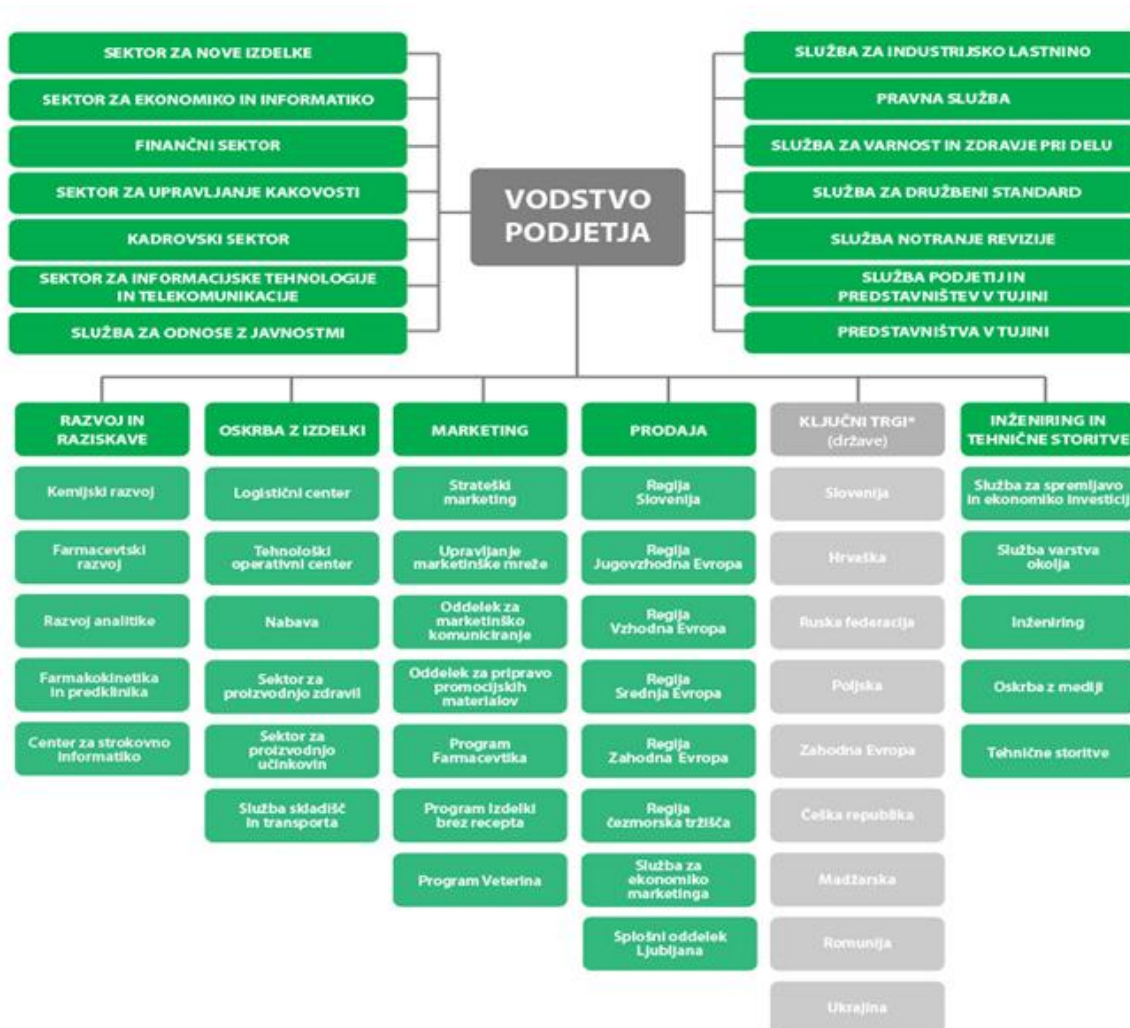 SEKTOR ZA NOVE IZDELKE
SEKTOR ZA EKONOMIKO IN INFORMATIKO
FINANČNI SEKTOR
SEKTOR ZA UPRAVLJANJE KAKOVOSTI
KADROVSKI SEKTOR
SEKTOR ZA INFORMACIJSKE TEHNOLOGIJE
IN TELEKOMUNIKACIJE
SLUŽBA ZA ODNOSE Z JAVNOSTMI
VODSTVO
PODJETJA
SLUŽBA ZA INDUSTRIJSKO LASTNINO
PRAVNA SLUŽBA
SLUŽBA ZA VARNOST IN ZDRAVJE PRI DELU
SLUŽBA ZA DRUŽBENI STANDARD
SLUŽBA NOTRANJE REVIZIJE
SLUŽBA PODJETIJ IN
PREDSTAVNIŠTEV V TUJINI
PREDSTAVNIŠTVA V TUJINI
RAZVOJ IN
RAZISKAVE
Kemijski razvoj
Farmacevtski
razvoj
Razvoj analitike
Farmakokinetika
in predklinika
Center za strokovno
informatiko
OSKRBA Z IZDELKI
Logistični center
Tehnološki
operativni center
Nabava
Sektor za
proizvodnjo zdravil
Sektor za
proizvodnjo
učinkovin
Služba skladišč
in transporta
MARKETING
Strateški
marketing
Upravljanje
marketinške mreže
Oddelek za
marketinško
komuniciranje
Oddelek za pripravo
promocijskih
materialov
Program
Farmacevtika
Program Izdelki
brez recepta
Program Veterina
PRODAJA
Regija
Slovenija
Regija
Jugovzhodna Evropa
Regija
Vzhodna Evropa
Regija
Srednja Evropa
Regija
Zahodna Evropa
Regija
čezmorska tržišča
Služba za
ekonomiko
marketinga
Splošni oddelek
Ljubljana
KLJUČNI TRGI*
(države)
Slovenija
Hrvaška
Ruska federacija
Poljska
Zahodna Evropa
Češka republika
Madžarska
Romunija
Ukrajina
INŽENIRING IN
TEHNIČNE STORITVE
Služba za spremljavo
in ekonomiko investicij
Služba varstva
okolja
Inženiring
Oskrba z mediji
Tehnične storitve